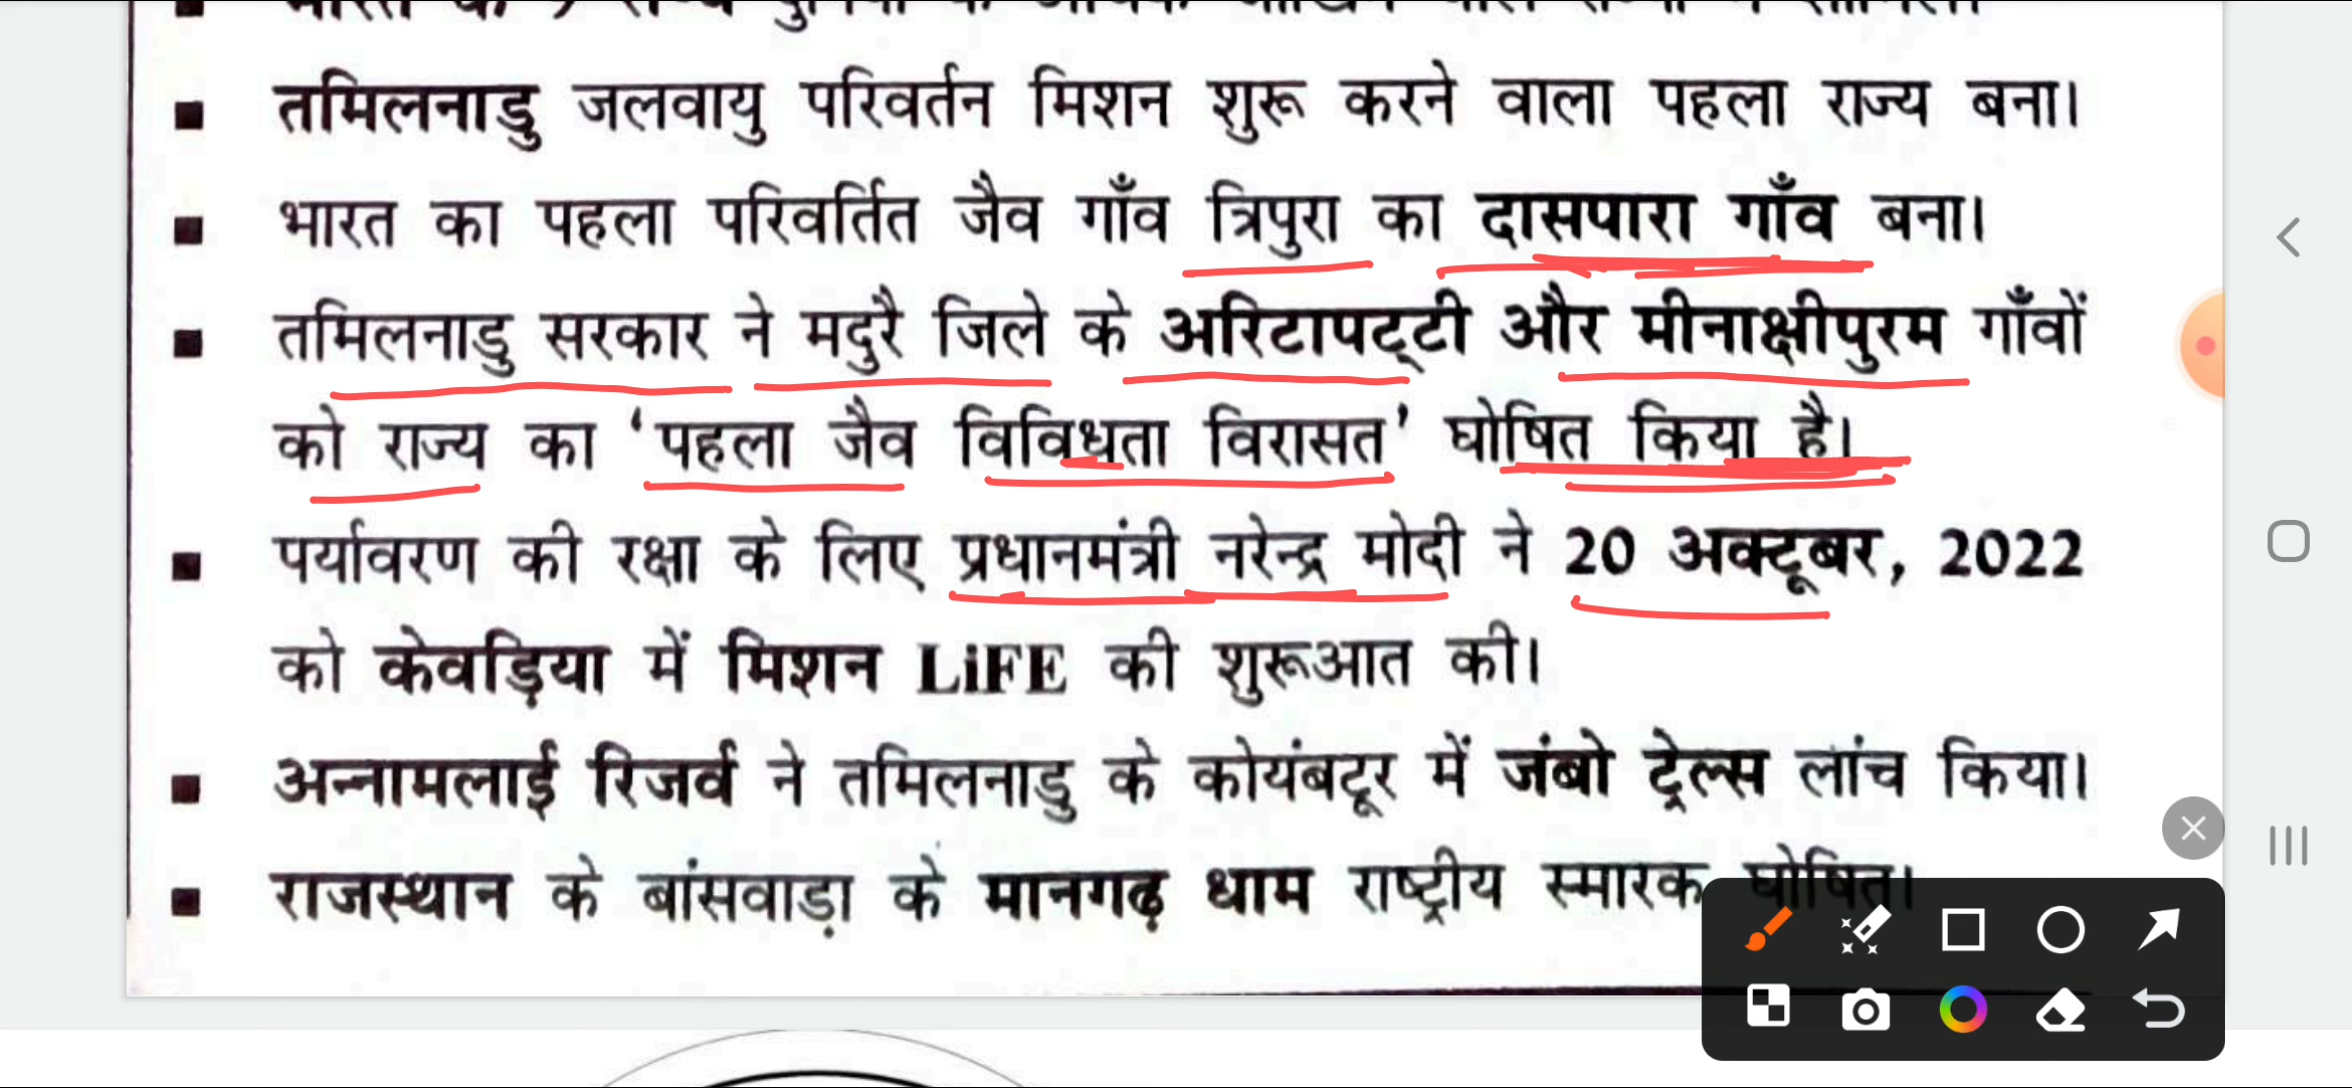 ■ तमिलनाडु जलवायु परिवर्तन मिशन शुरू करने वाला पहला राज्य बना।
■ भारत का पहला परिवर्तित जैव गाँव त्रिपुरा का दासपारा गाँव बना।
■ तमिलनाडु सरकार ने मदुरै जिले के अरिटापट्टी और मीनाक्षीपुरम गाँवों
को राज्य का ‘पहला जैव विविधता विरासत’ घोषित किया है।
■ पर्यावरण की रक्षा के लिए प्रधानमंत्री नरेन्द्र मोदी ने 20 अक्टूबर, 2022
को केवड़िया में मिशन LiFE की शुरूआत की।
■ अन्नामलाई रिजर्व ने तमिलनाडु के कोयंबटूर में जंबो ट्रेल्स लांच किया।
■ राजस्थान के बांसवाड़ा के मानगढ़ धाम राष्ट्रीय स्मारक घोषित।